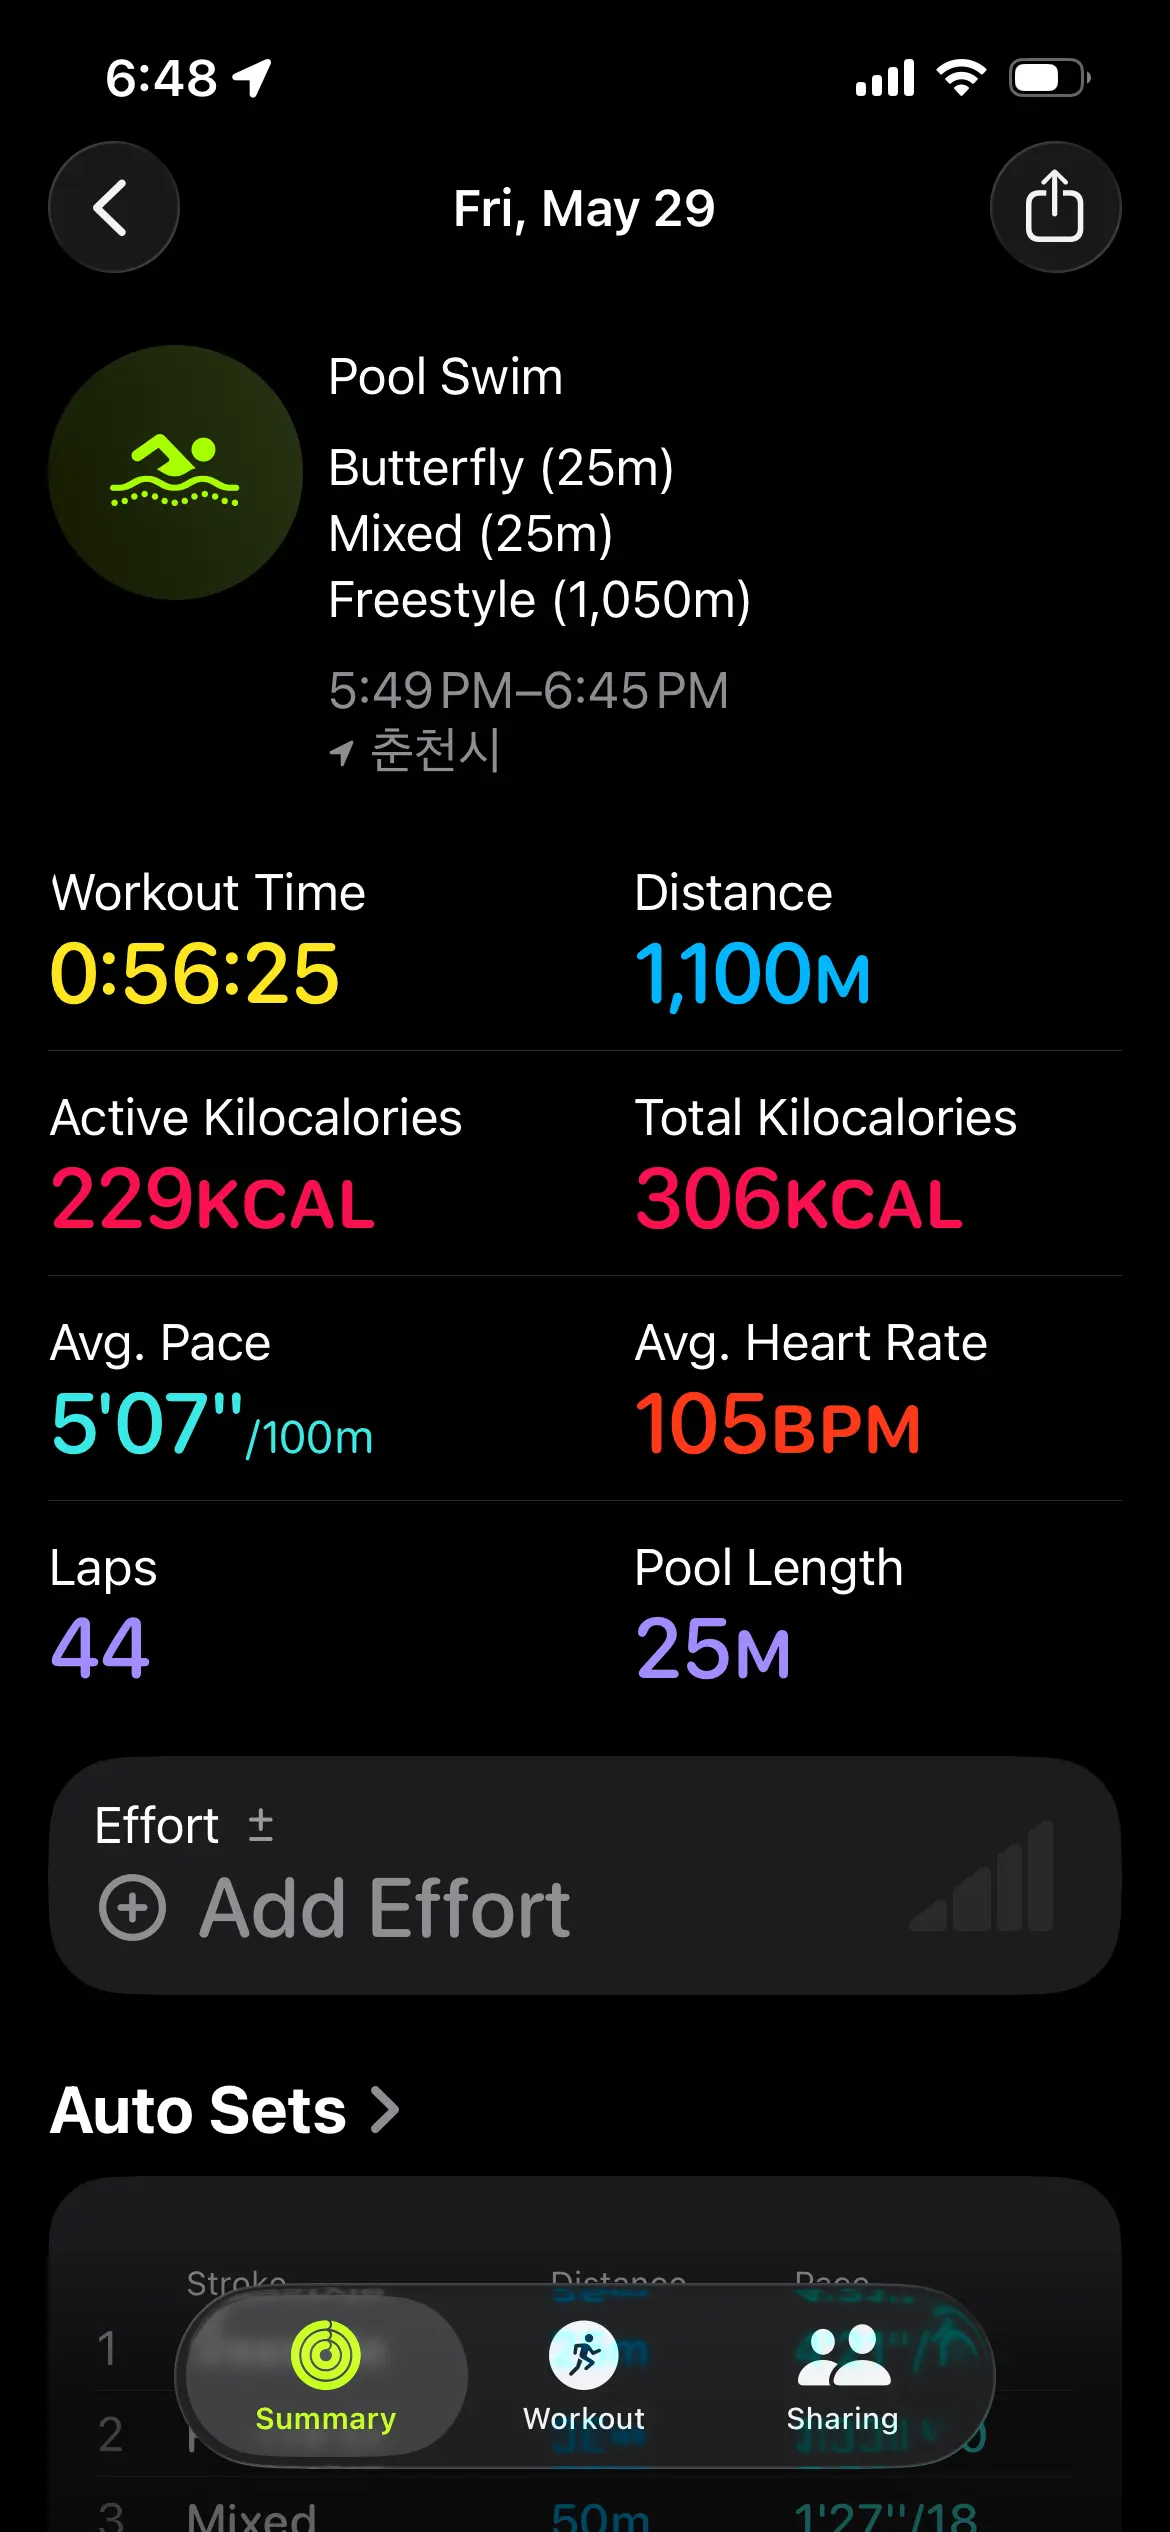 6:48
Fri, May 29
Pool Swim
Butterfly (25m)
Mixed (25m)
Freestyle (1,050m)
5:49 PM–6:45 PM
춘천시
Workout Time
0:56:25
Distance
1,100M
Active Kilocalories
229KCAL
Total Kilocalories
306KCAL
Avg. Pace
5'07"/100m
Avg. Heart Rate
105BPM
Laps
44
Pool Length
25M
Effort ±
Add Effort
Auto Sets
Stroke Distance Pace
1
2
3 Mixed 50m 1'27"/18
Summary
Workout
Sharing